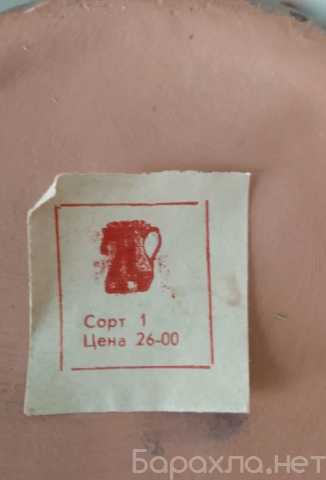 Сорт 1
Цена 26-00
Барахла.нет